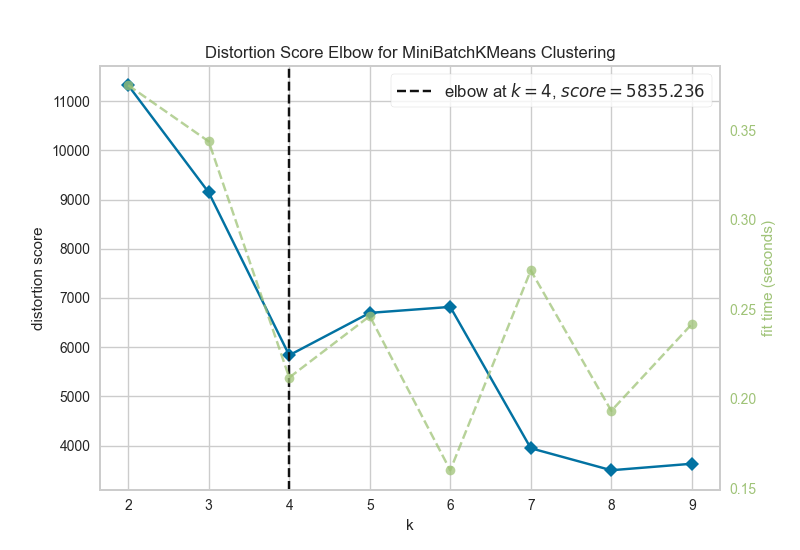 Distortion Score Elbow for MiniBatchKMeans Clustering
elbow at k = 4, score = 5835.236
distortion score
11000
10000
9000
8000
7000
6000
5000
4000
0.35
0.30
0.25
0.20
0.15
fit time (seconds)
2 3 4 5 6 7 8 9
k